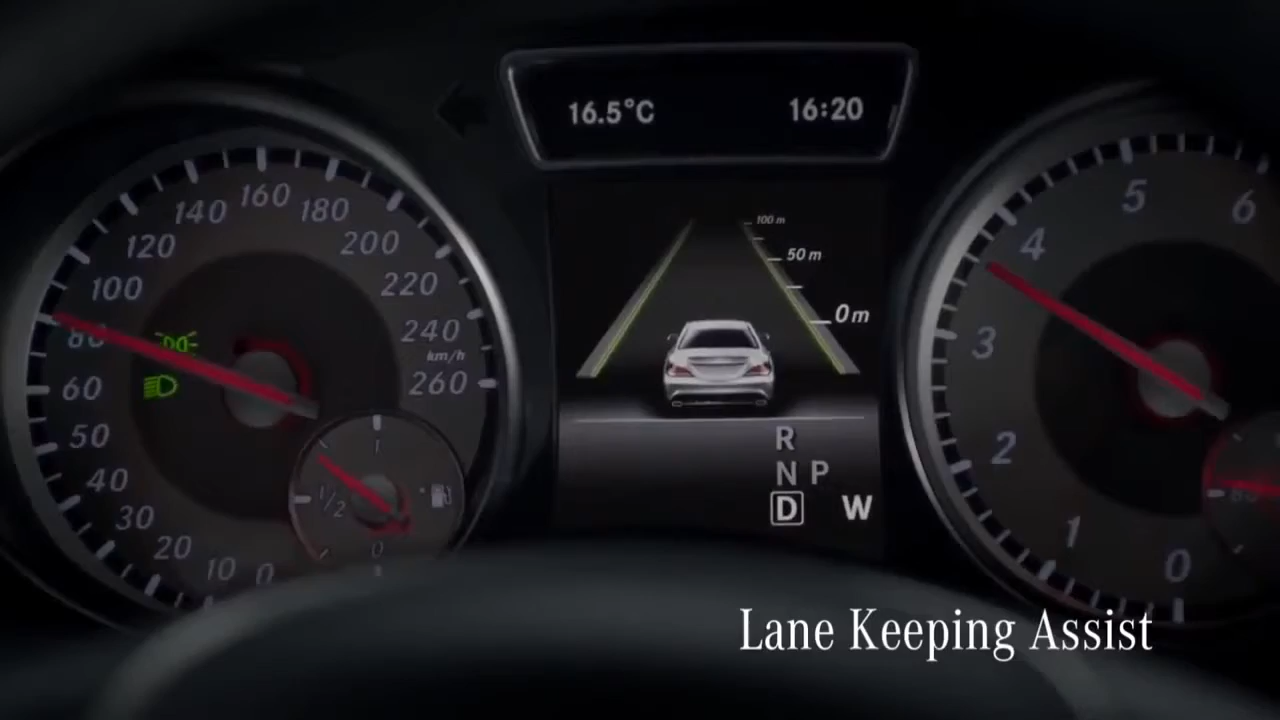 16.5°C 16:20
0 10 20 30 40 50 60 80 100 120 140 160 180 200 220 240 260
km/h
1 1/2 0
100 m
50 m
0 m
R
N P
D W
0 1 2 3 4 5 6
Lane Keeping Assist